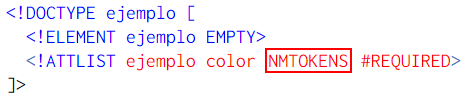 <!DOCTYPE ejemplo [
<!ELEMENT ejemplo EMPTY>
<!ATTLIST ejemplo color NMTOKENS #REQUIRED>
]>